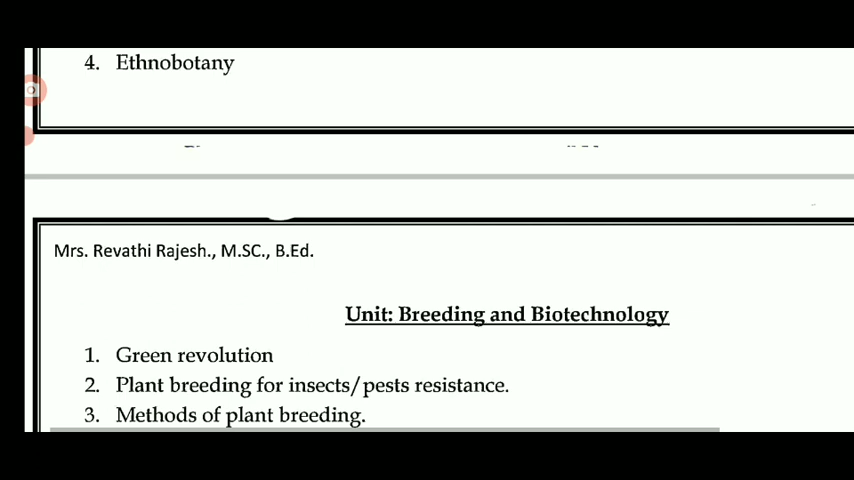 4. Ethnobotany
Mrs. Revathi Rajesh., M.SC., B.Ed.
Unit: Breeding and Biotechnology
1. Green revolution
2. Plant breeding for insects/pests resistance.
3. Methods of plant breeding.